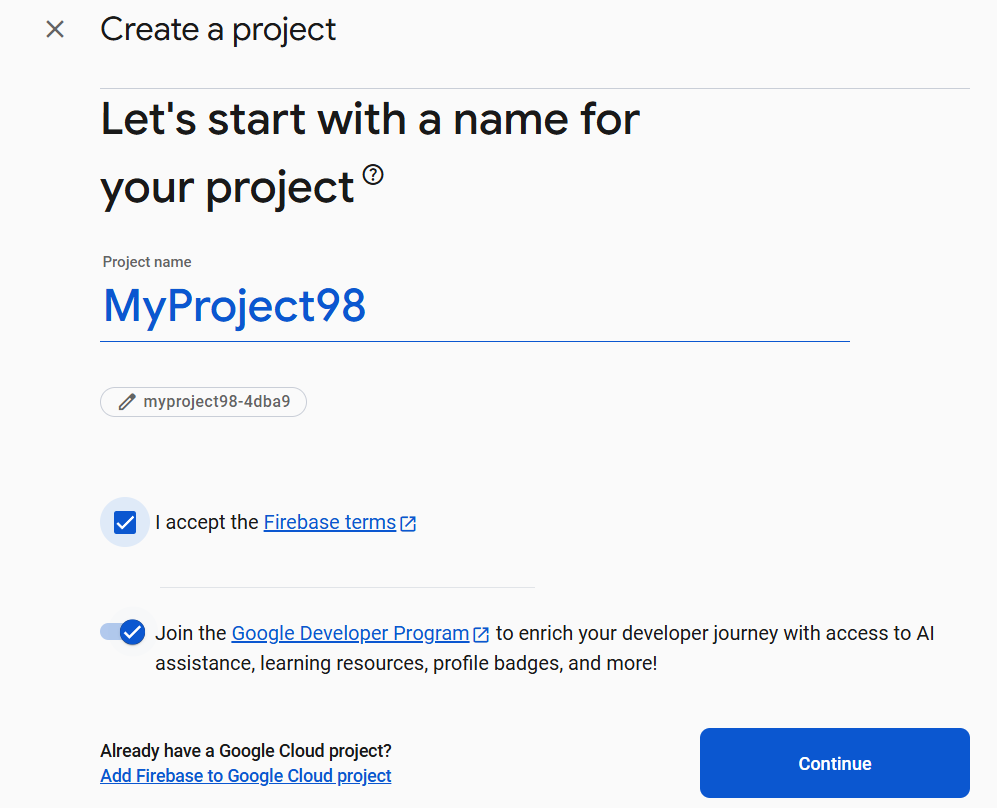 Create a project
Let's start with a name for
your project
Project name
MyProject98
myproject98-4dba9
I accept the Firebase terms
Join the Google Developer Program to enrich your developer journey with access to AI
assistance, learning resources, profile badges, and more!
Already have a Google Cloud project?
Add Firebase to Google Cloud project
Continue